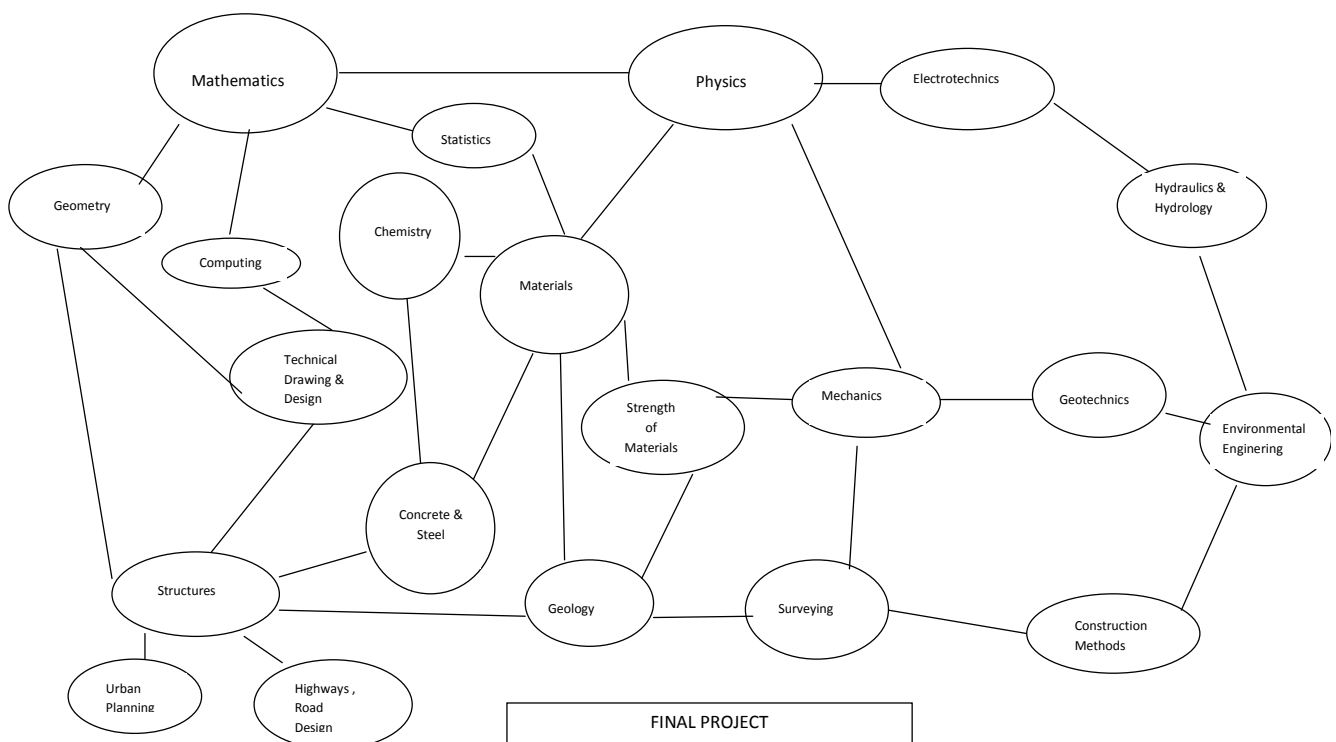 Mathematics
Physics
Electrotechnics
Statistics
Hydraulics &
Hydrology
Geometry
Chemistry
Computing
Materials
Technical
Drawing &
Design
Strength
of
Materials
Mechanics
Geotechnics
Environmental
Enginering
Concrete &
Steel
Structures
Geology
Surveying
Construction
Methods
Urban
Planning
Highways ,
Road
Design
FINAL PROJECT